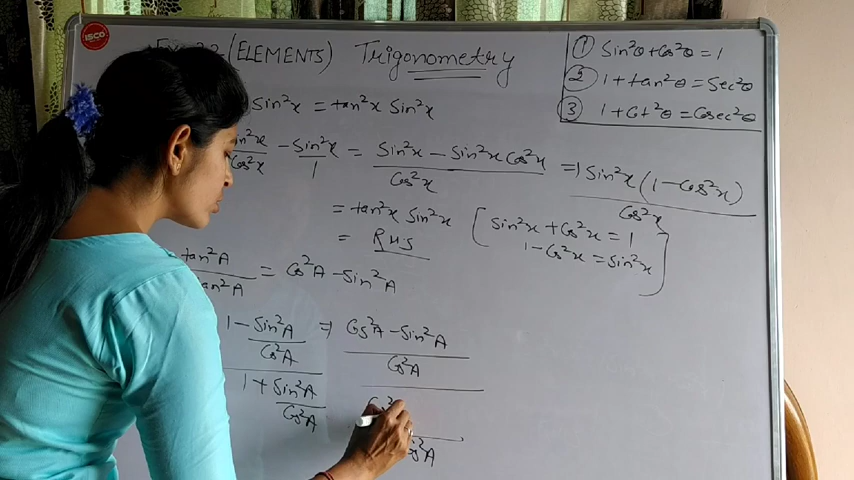 ISCO
(ELEMENTS) Trigonometry
① Sin²θ + Cos²θ = 1
② 1 + tan²θ = Sec²θ
③ 1 + Cot²θ = Cosec²θ
Sin²x = tan²x Sin²x
Sin²x/Cos²x - Sin²x/1 = Sin²x - Sin²x Cos²x/Cos²x => Sin²x (1 - Cos²x)/Cos²x
= tan²x Sin²x [Sin²x + Cos²x = 1
= RHS 1 - Cos²x = Sin²x]
tan²A
tan²A = Cos²A - Sin²A
1 - Sin²A/Cos²A => Cos²A - Sin²A/Cos²A
1 + Sin²A/Cos²A
Cos²A